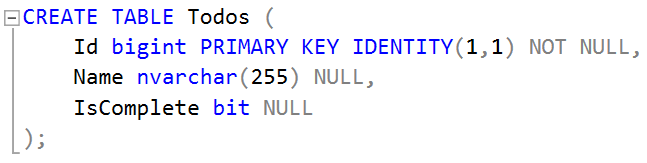 CREATE TABLE Todos (
    Id bigint PRIMARY KEY IDENTITY(1,1) NOT NULL,
    Name nvarchar(255) NULL,
    IsComplete bit NULL
);